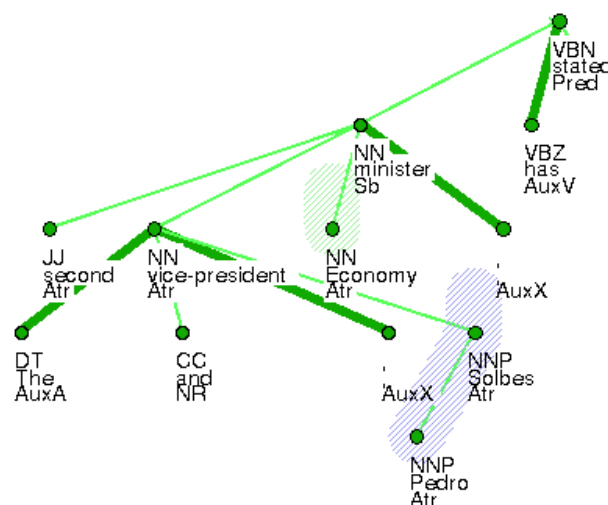 VBN
stated
Pred
NN
minister
Sb
VBZ
has
AuxV
JJ
second
Atr
NN
vice-president
Atr
NN
Economy
Atr
,
AuxX
DT
The
AuxA
CC
and
NR
,
AuxX
NNP
Solbes
Atr
NNP
Pedro
Atr